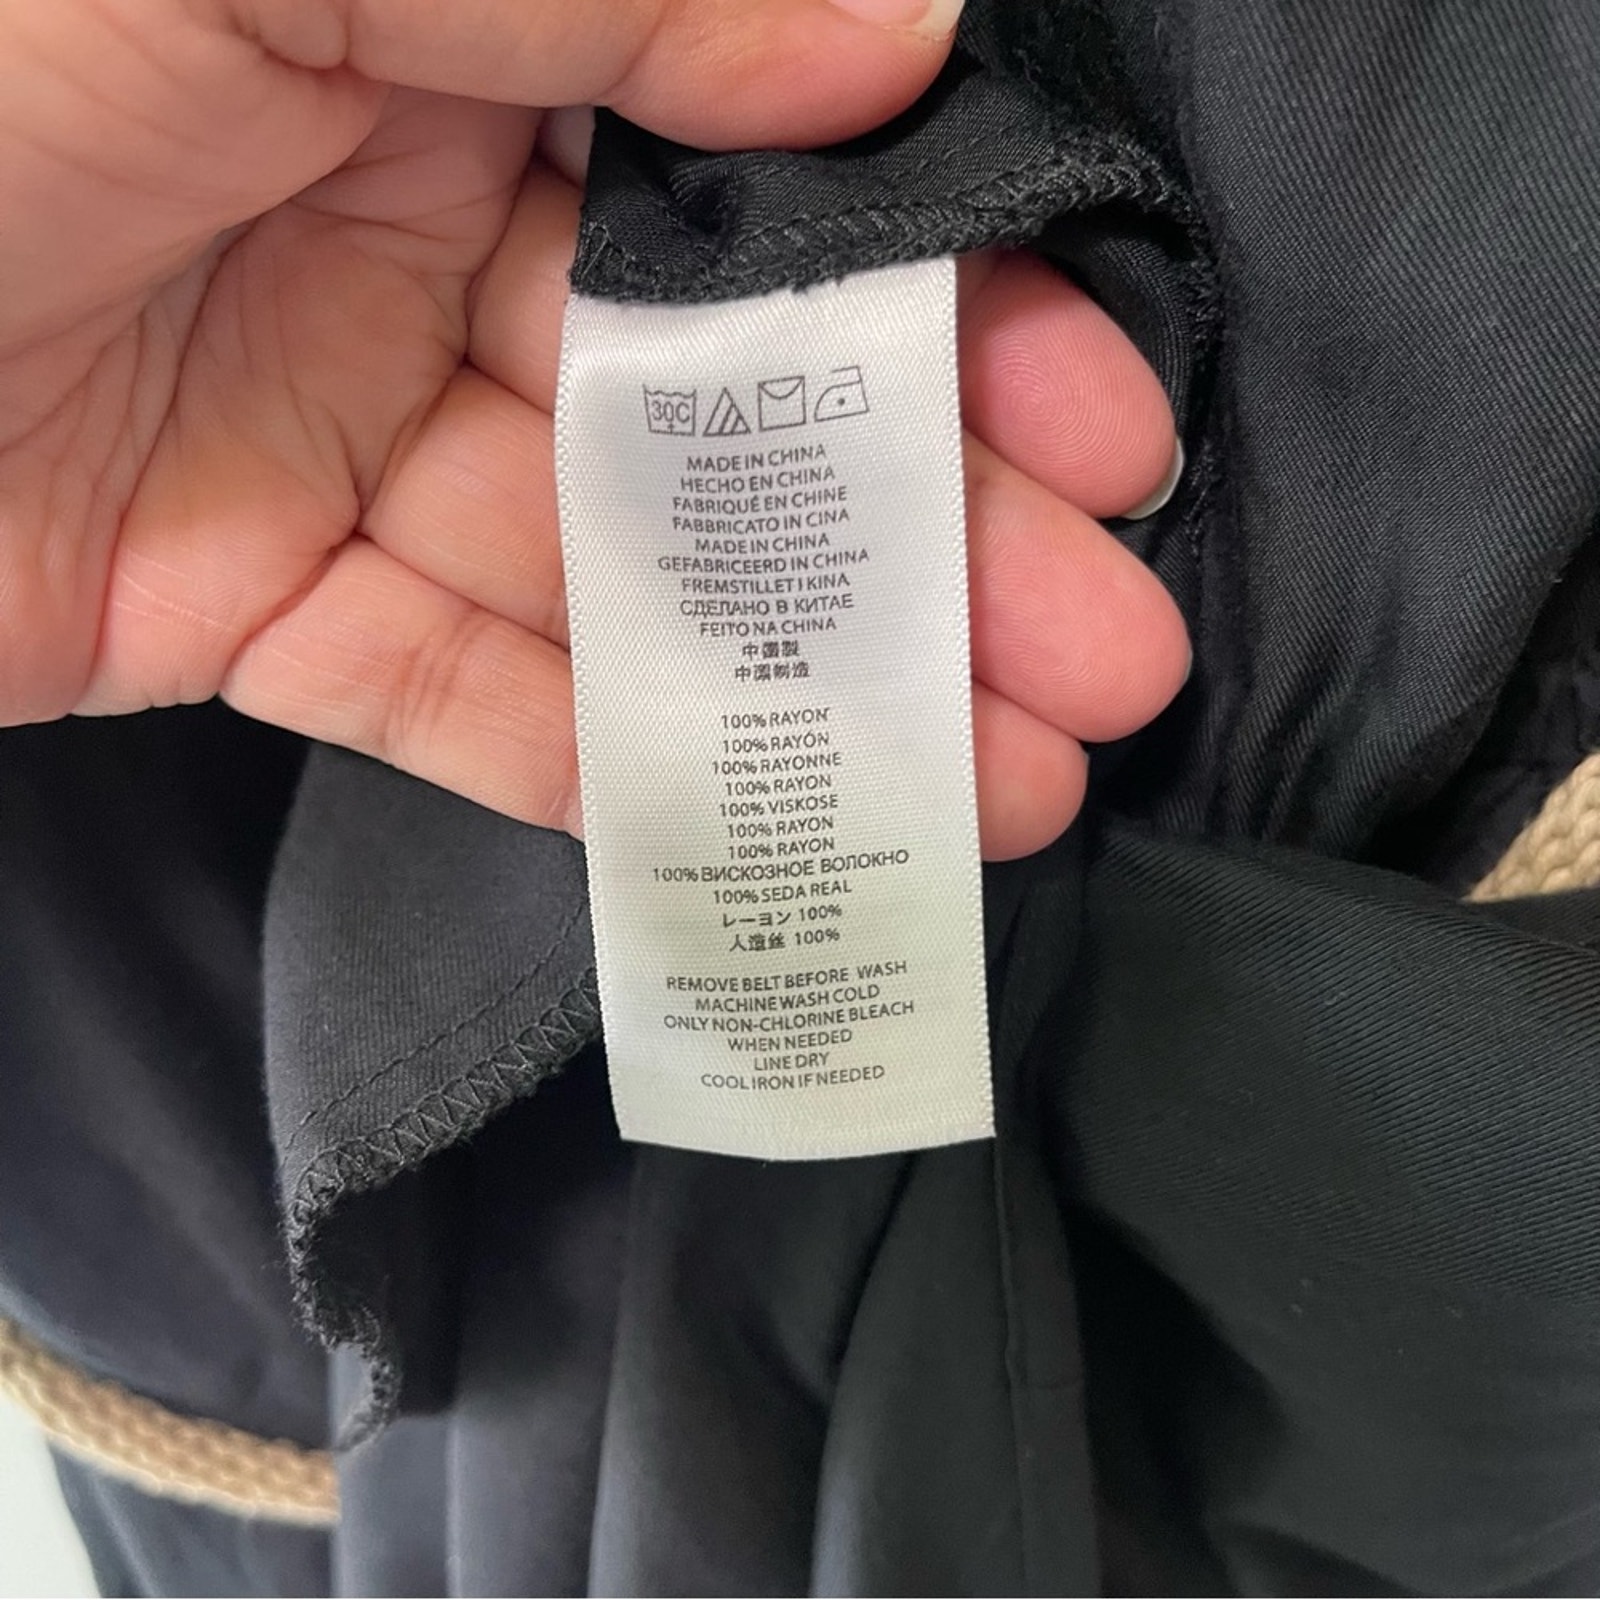 30C
MADE IN CHINA
HECHO EN CHINA
FABRIQUÉ EN CHINE
FABBRICATO IN CINA
MADE IN CHINA
GEFABRICEERD IN CHINA
FREMSTILLET I KINA
СДЕЛАНО В КИТАЕ
FEITO NA CHINA
中國製
中国制造
100% RAYON
100% RAYÓN
100% RAYONNE
100% RAYON
100% VISKOSE
100% RAYON
100% RAYON
100% ВИСКОЗНОЕ ВОЛОКНО
100% SEDA REAL
レーヨン 100%
人造丝 100%
REMOVE BELT BEFORE WASH
MACHINE WASH COLD
ONLY NON-CHLORINE BLEACH
WHEN NEEDED
LINE DRY
COOL IRON IF NEEDED